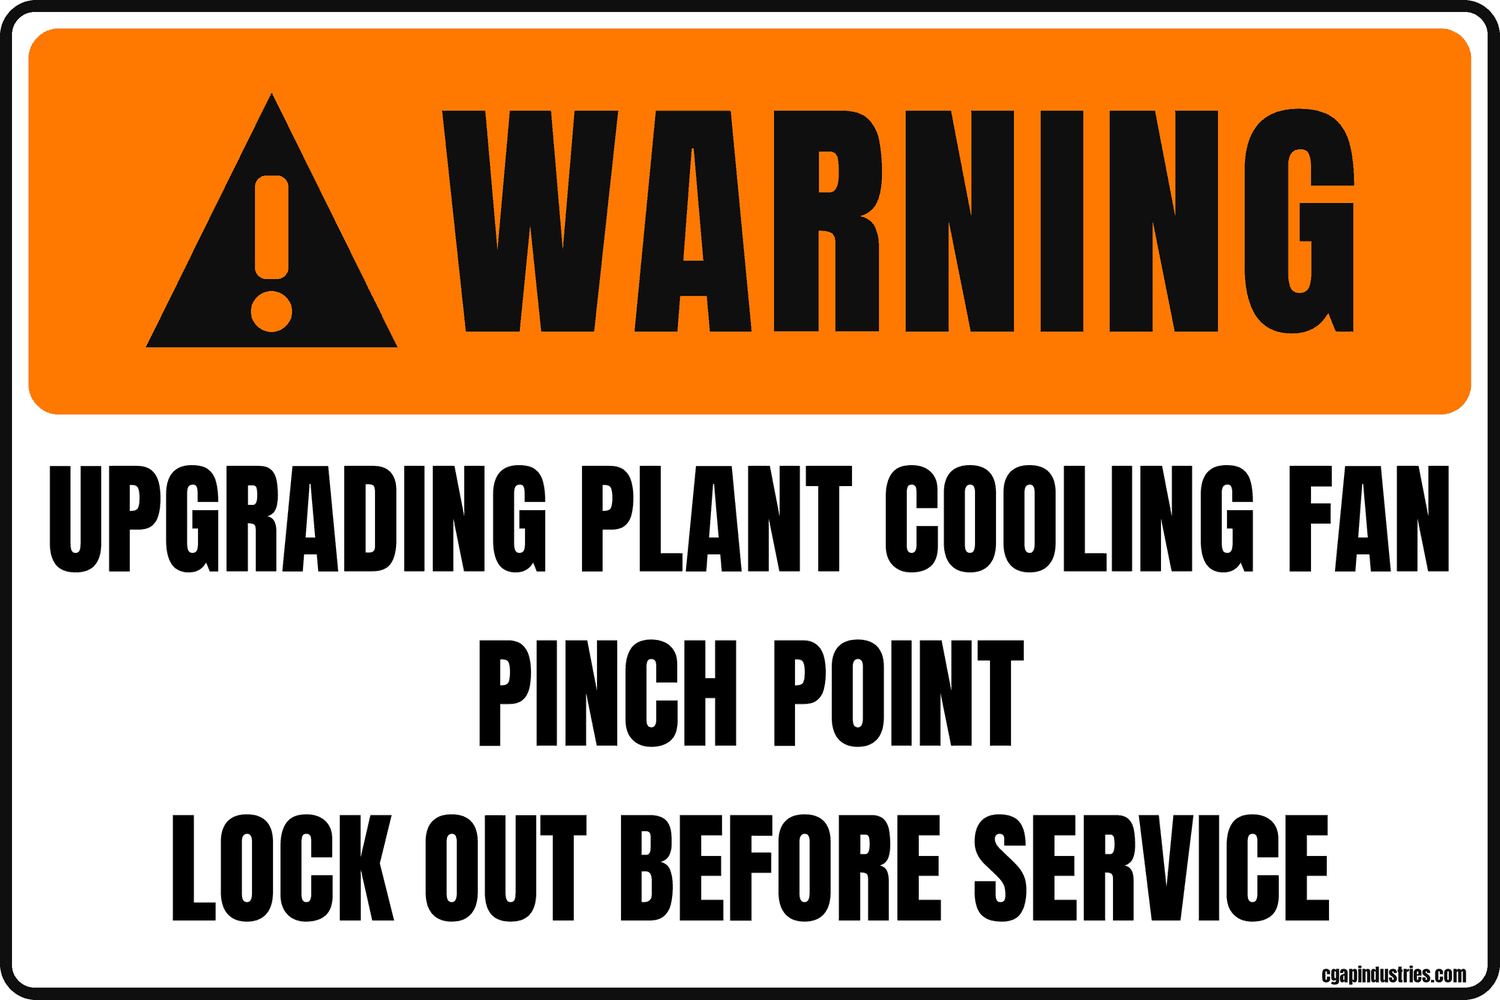 WARNING
UPGRADING PLANT COOLING FAN
PINCH POINT
LOCK OUT BEFORE SERVICE
cgapindustries.com